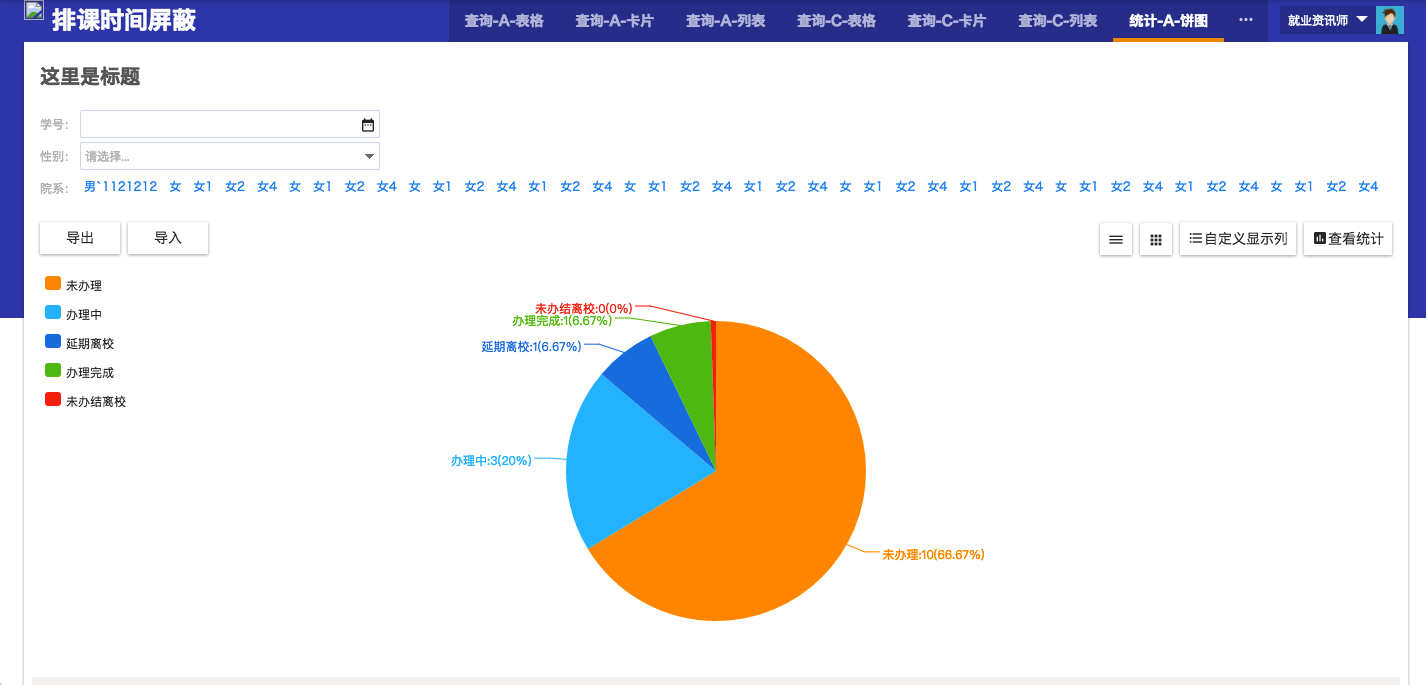 排课时间屏蔽
查询-A-表格 查询-A-卡片 查询-A-列表 查询-C-表格 查询-C-卡片 查询-C-列表 统计-A-饼图 ··· 就业资讯师
这里是标题
学号：
性别： 请选择...
院系： 男`1121212 女 女1 女2 女4 女 女1 女2 女4 女 女1 女2 女4 女1 女2 女4 女 女1 女2 女4 女1 女2 女4 女 女1 女2 女4 女1 女2 女4 女 女1 女2 女4 女1 女2 女4 女 女1 女2 女4
导出 导入 自定义显示列 查看统计
未办理
办理中
延期离校
办理完成
未办结离校
未办结离校:0(0%)
办理完成:1(6.67%)
延期离校:1(6.67%)
办理中:3(20%)
未办理:10(66.67%)